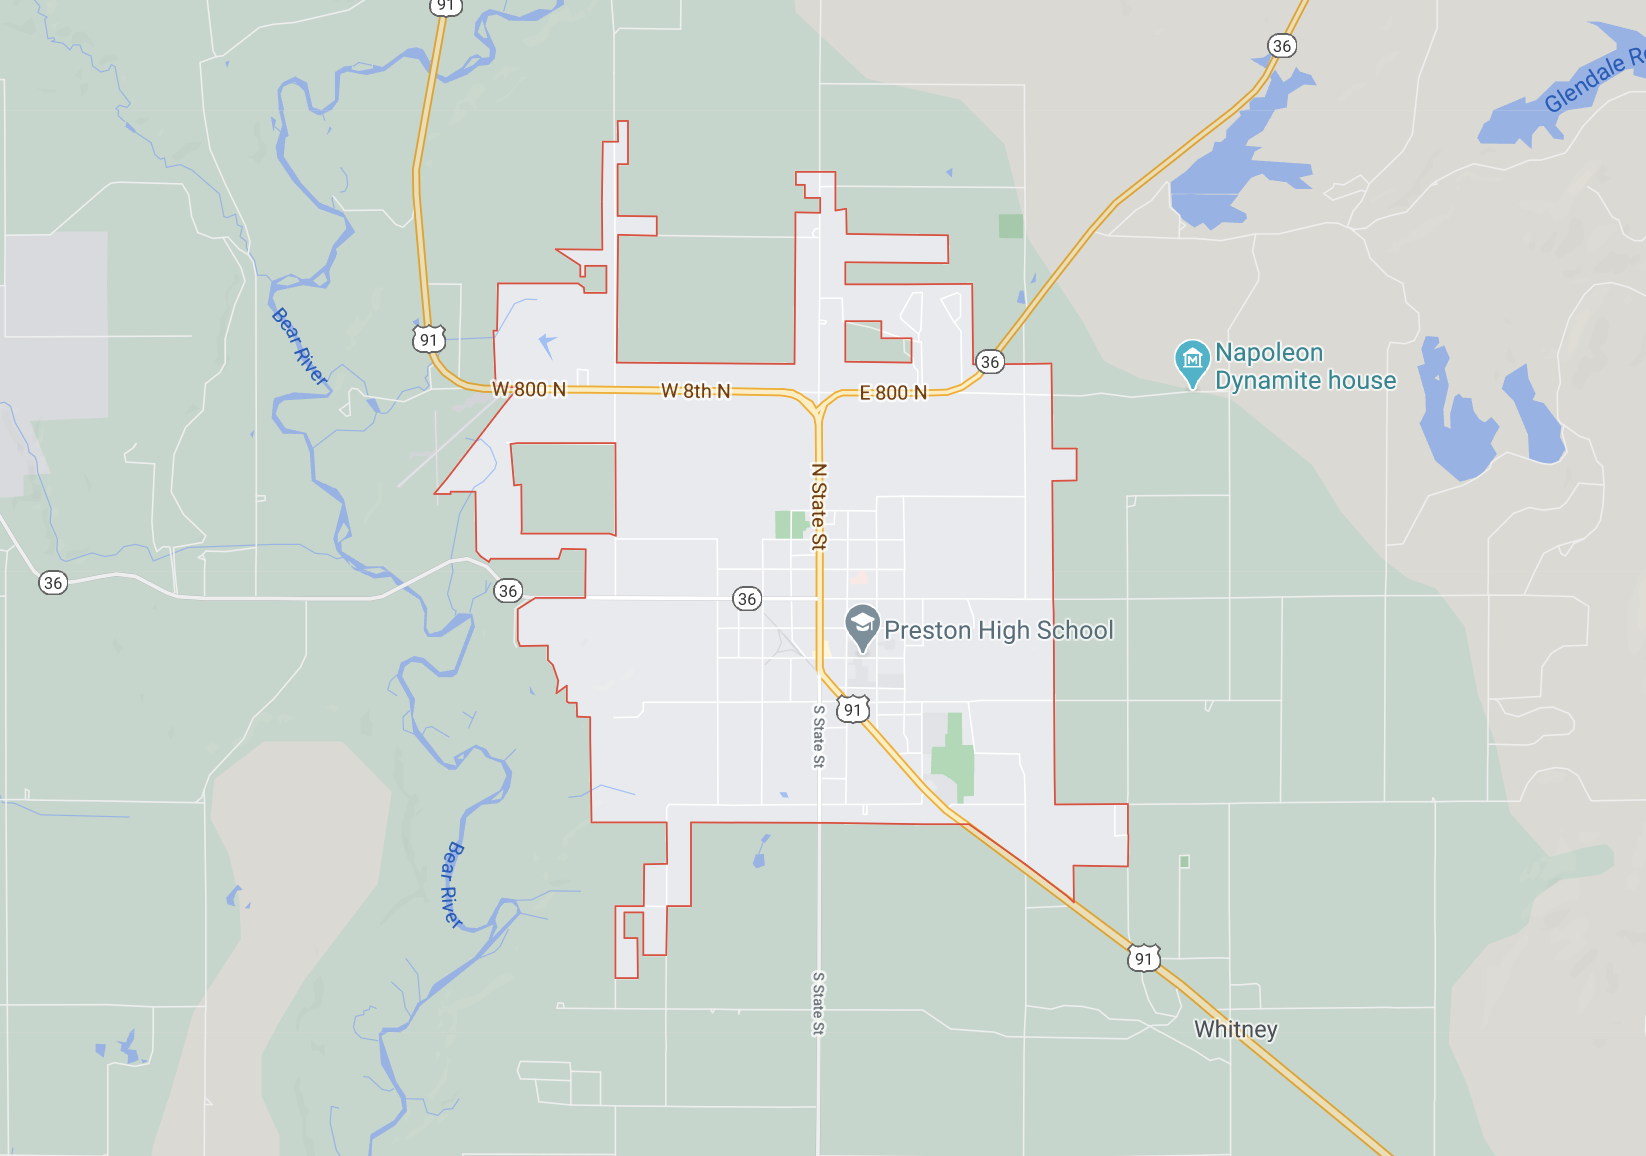 91
36
Glendale Re
Bear River
91
36
Napoleon
Dynamite house
W 800 N
W 8th N
E 800 N
N State St
36
36
36
Preston High School
91
S State St
Bear River
91
S State St
Whitney